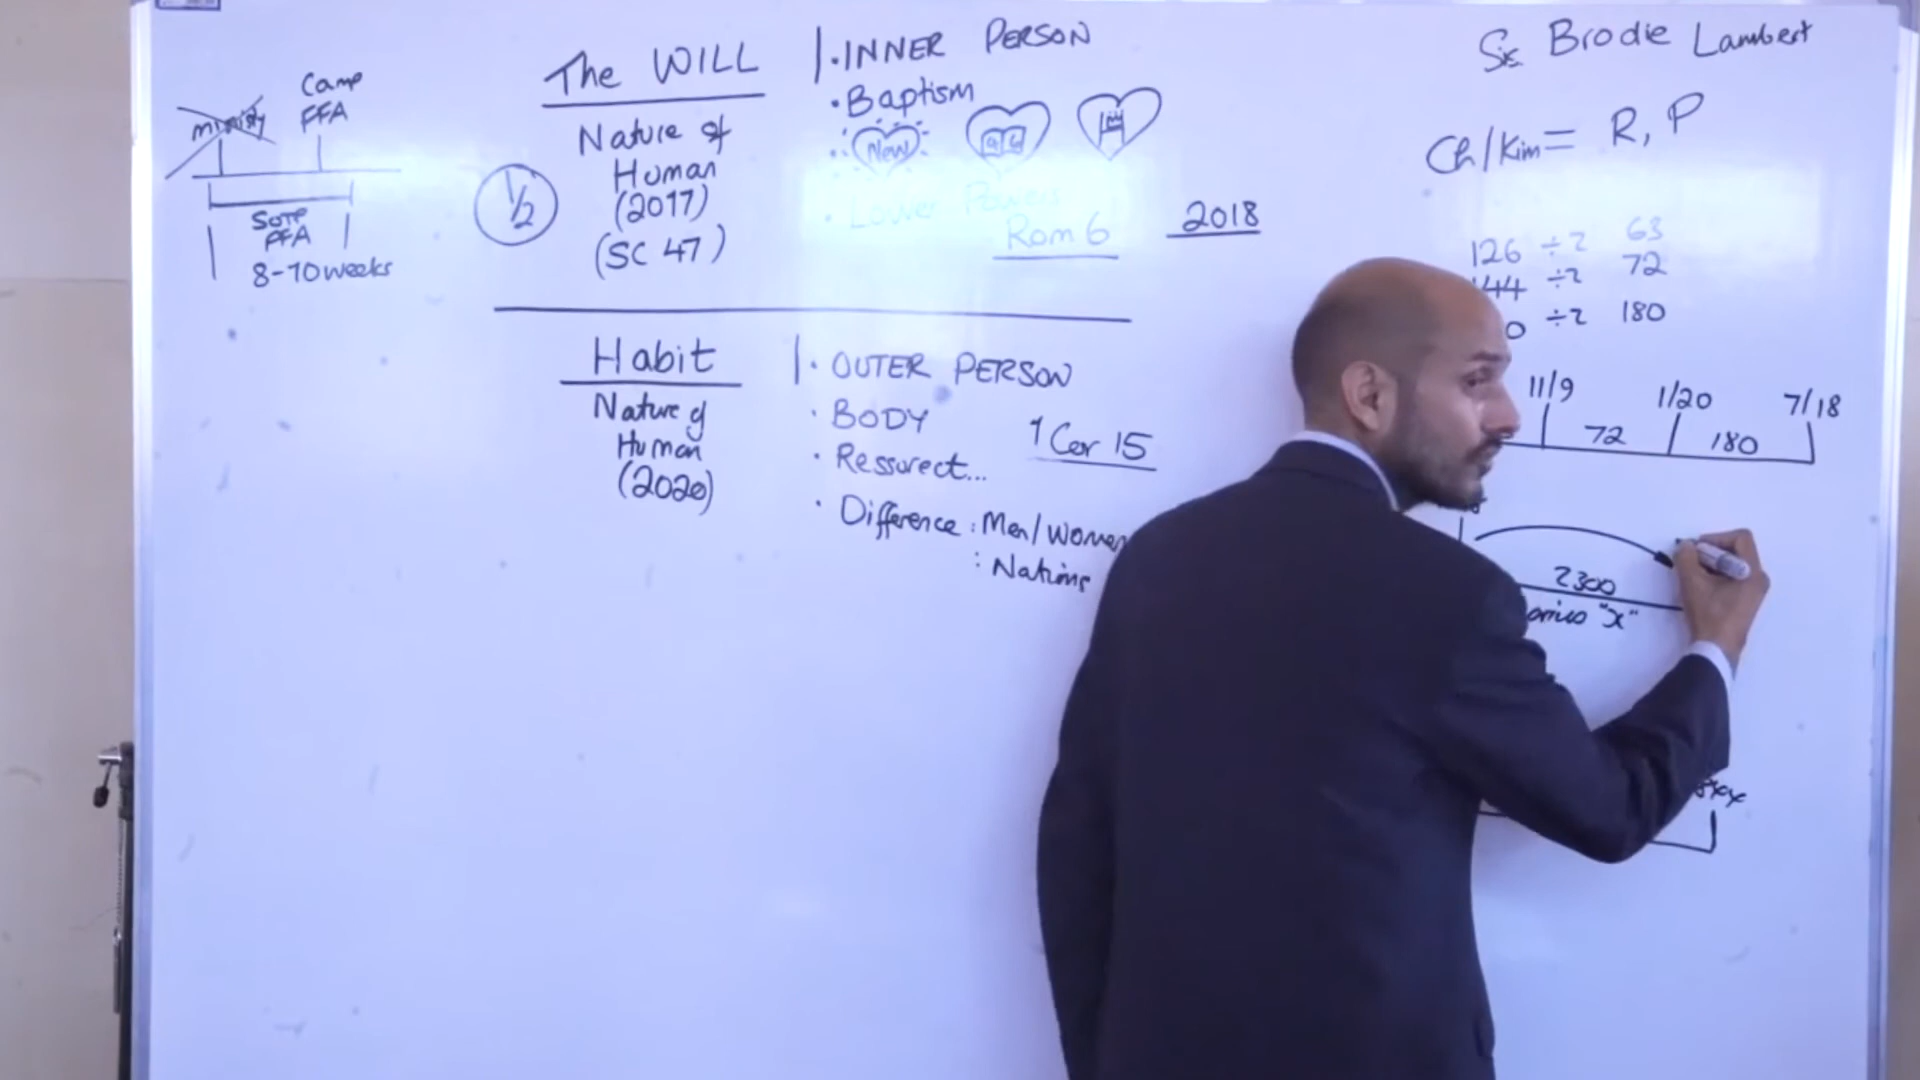 Camp
FFA
ministry
SOTP
FFA
8-10 weeks
1/2
The WILL
Nature of
Human
(2017)
(SC 47)
1. INNER PERSON
• Baptism
New
• Lower Powers
Rom 6
2018
Habit
Nature of
Human
(2020)
1. OUTER PERSON
• BODY
• Ressurect...
1 Cor 15
• Difference : Men/Women
: Nations
Sis. Brodie Lambert
Ch/Kim = R, P
126 ÷2 63
144 ÷2 72
0 ÷2 180
11/9 1/20 7/18
72 180
2300
"x"